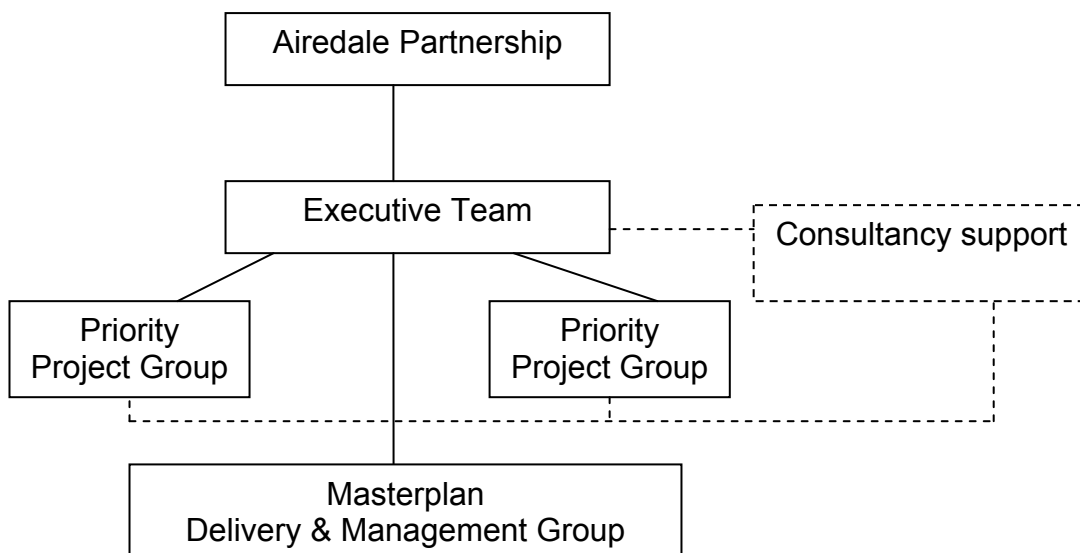 Airedale Partnership
Executive Team
Consultancy support
Priority
Project Group
Priority
Project Group
Masterplan
Delivery & Management Group